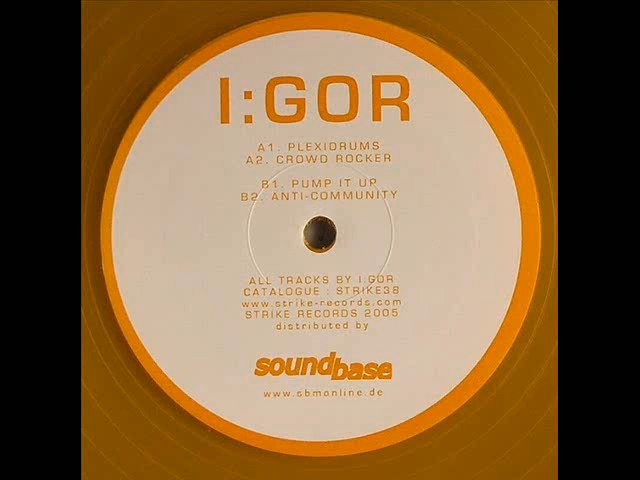 I:GOR
A1. PLEXIDRUMS
A2. CROWD ROCKER
B1. PUMP IT UP
B2. ANTI-COMMUNITY
ALL TRACKS BY I:GOR
CATALOGUE : STRIKE38
www.strike-records.com
STRIKE RECORDS 2005
distributed by
soundbase
www.sbmonline.de